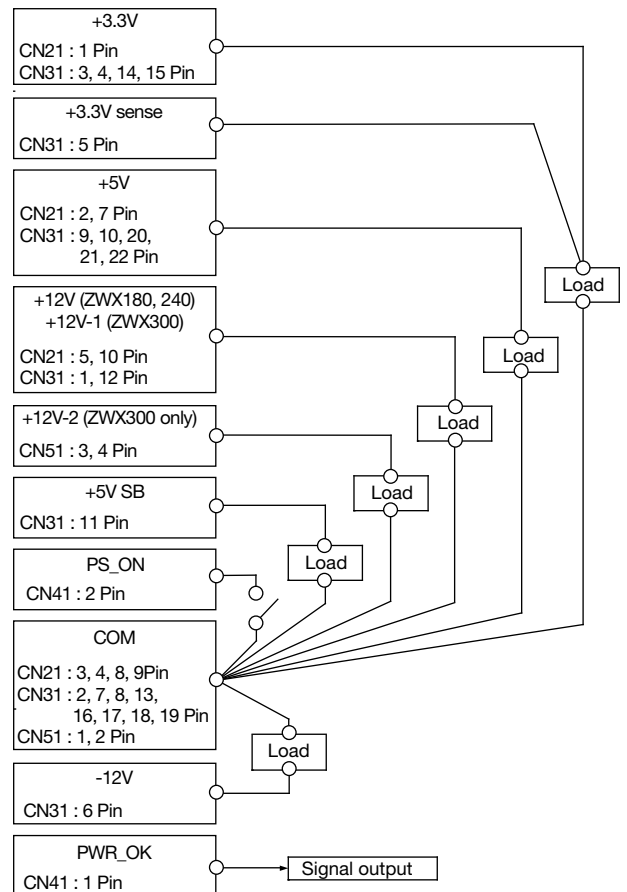 +3.3V
CN21 : 1 Pin
CN31 : 3, 4, 14, 15 Pin
+3.3V sense
CN31 : 5 Pin
+5V
CN21 : 2, 7 Pin
CN31 : 9, 10, 20,
21, 22 Pin
+12V (ZWX180, 240)
+12V-1 (ZWX300)
CN21 : 5, 10 Pin
CN31 : 1, 12 Pin
+12V-2 (ZWX300 only)
CN51 : 3, 4 Pin
+5V SB
CN31 : 11 Pin
PS_ON
CN41 : 2 Pin
COM
CN21 : 3, 4, 8, 9Pin
CN31 : 2, 7, 8, 13,
16, 17, 18, 19 Pin
CN51 : 1, 2 Pin
-12V
CN31 : 6 Pin
PWR_OK
CN41 : 1 Pin
Load
Load
Load
Load
Load
Load
Signal output